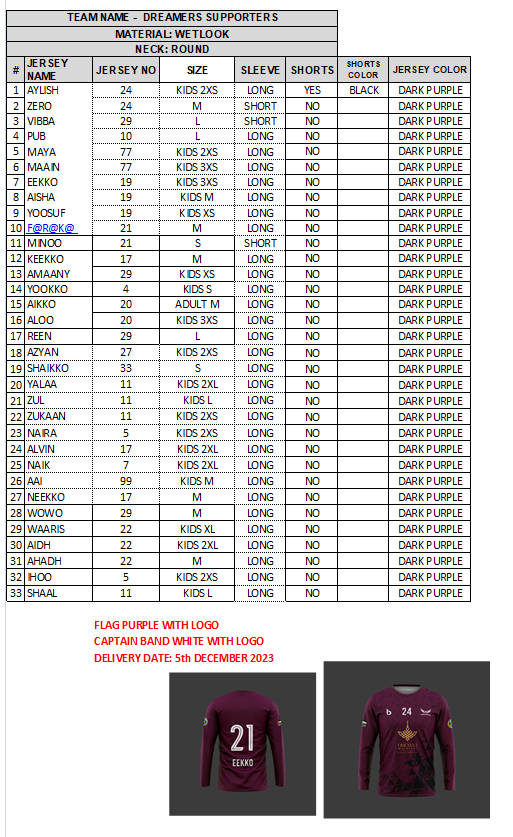 TEAM NAME - DREAMERS SUPPORTERS
MATERIAL: WETLOOK
NECK: ROUND
# JERSEY NAME JERSEY NO SIZE SLEEVE SHORTS SHORTS COLOR JERSEY COLOR
1 AYLISH 24 KIDS 2XS LONG YES BLACK DARK PURPLE
2 ZERO 24 M SHORT NO DARK PURPLE
3 VIBBA 29 L SHORT NO DARK PURPLE
4 PUB 10 L LONG NO DARK PURPLE
5 MAYA 77 KIDS 2XS LONG NO DARK PURPLE
6 MAAIN 77 KIDS 3XS LONG NO DARK PURPLE
7 EEKKO 19 KIDS 3XS LONG NO DARK PURPLE
8 AISHA 19 KIDS M LONG NO DARK PURPLE
9 YOOSUF 19 KIDS XS LONG NO DARK PURPLE
10 F@R@K@ 21 M LONG NO DARK PURPLE
11 MINOO 21 S SHORT NO DARK PURPLE
12 KEEKKO 17 M LONG NO DARK PURPLE
13 AMAANY 29 KIDS XS LONG NO DARK PURPLE
14 YOOKKO 4 KIDS S LONG NO DARK PURPLE
15 AIKKO 20 ADULT M LONG NO DARK PURPLE
16 ALOO 20 KIDS 3XS LONG NO DARK PURPLE
17 REEN 29 L LONG NO DARK PURPLE
18 AZYAN 27 KIDS 2XS LONG NO DARK PURPLE
19 SHAIKKO 33 S LONG NO DARK PURPLE
20 YALAA 11 KIDS 2XL LONG NO DARK PURPLE
21 ZUL 11 KIDS L LONG NO DARK PURPLE
22 ZUKAAN 11 KIDS 2XS LONG NO DARK PURPLE
23 NAIRA 5 KIDS 2XS LONG NO DARK PURPLE
24 ALVIN 17 KIDS 2XL LONG NO DARK PURPLE
25 NAIK 7 KIDS 2XL LONG NO DARK PURPLE
26 AAI 99 KIDS M LONG NO DARK PURPLE
27 NEEKKO 17 M LONG NO DARK PURPLE
28 WOWO 29 M LONG NO DARK PURPLE
29 WAARIS 22 KIDS XL LONG NO DARK PURPLE
30 AIDH 22 KIDS 2XL LONG NO DARK PURPLE
31 AHADH 22 M LONG NO DARK PURPLE
32 IHOO 5 KIDS 2XS LONG NO DARK PURPLE
33 SHAAL 11 KIDS L LONG NO DARK PURPLE
FLAG PURPLE WITH LOGO
CAPTAIN BAND WHITE WITH LOGO
DELIVERY DATE: 5th DECEMBER 2023
21
EEKKO
b 24